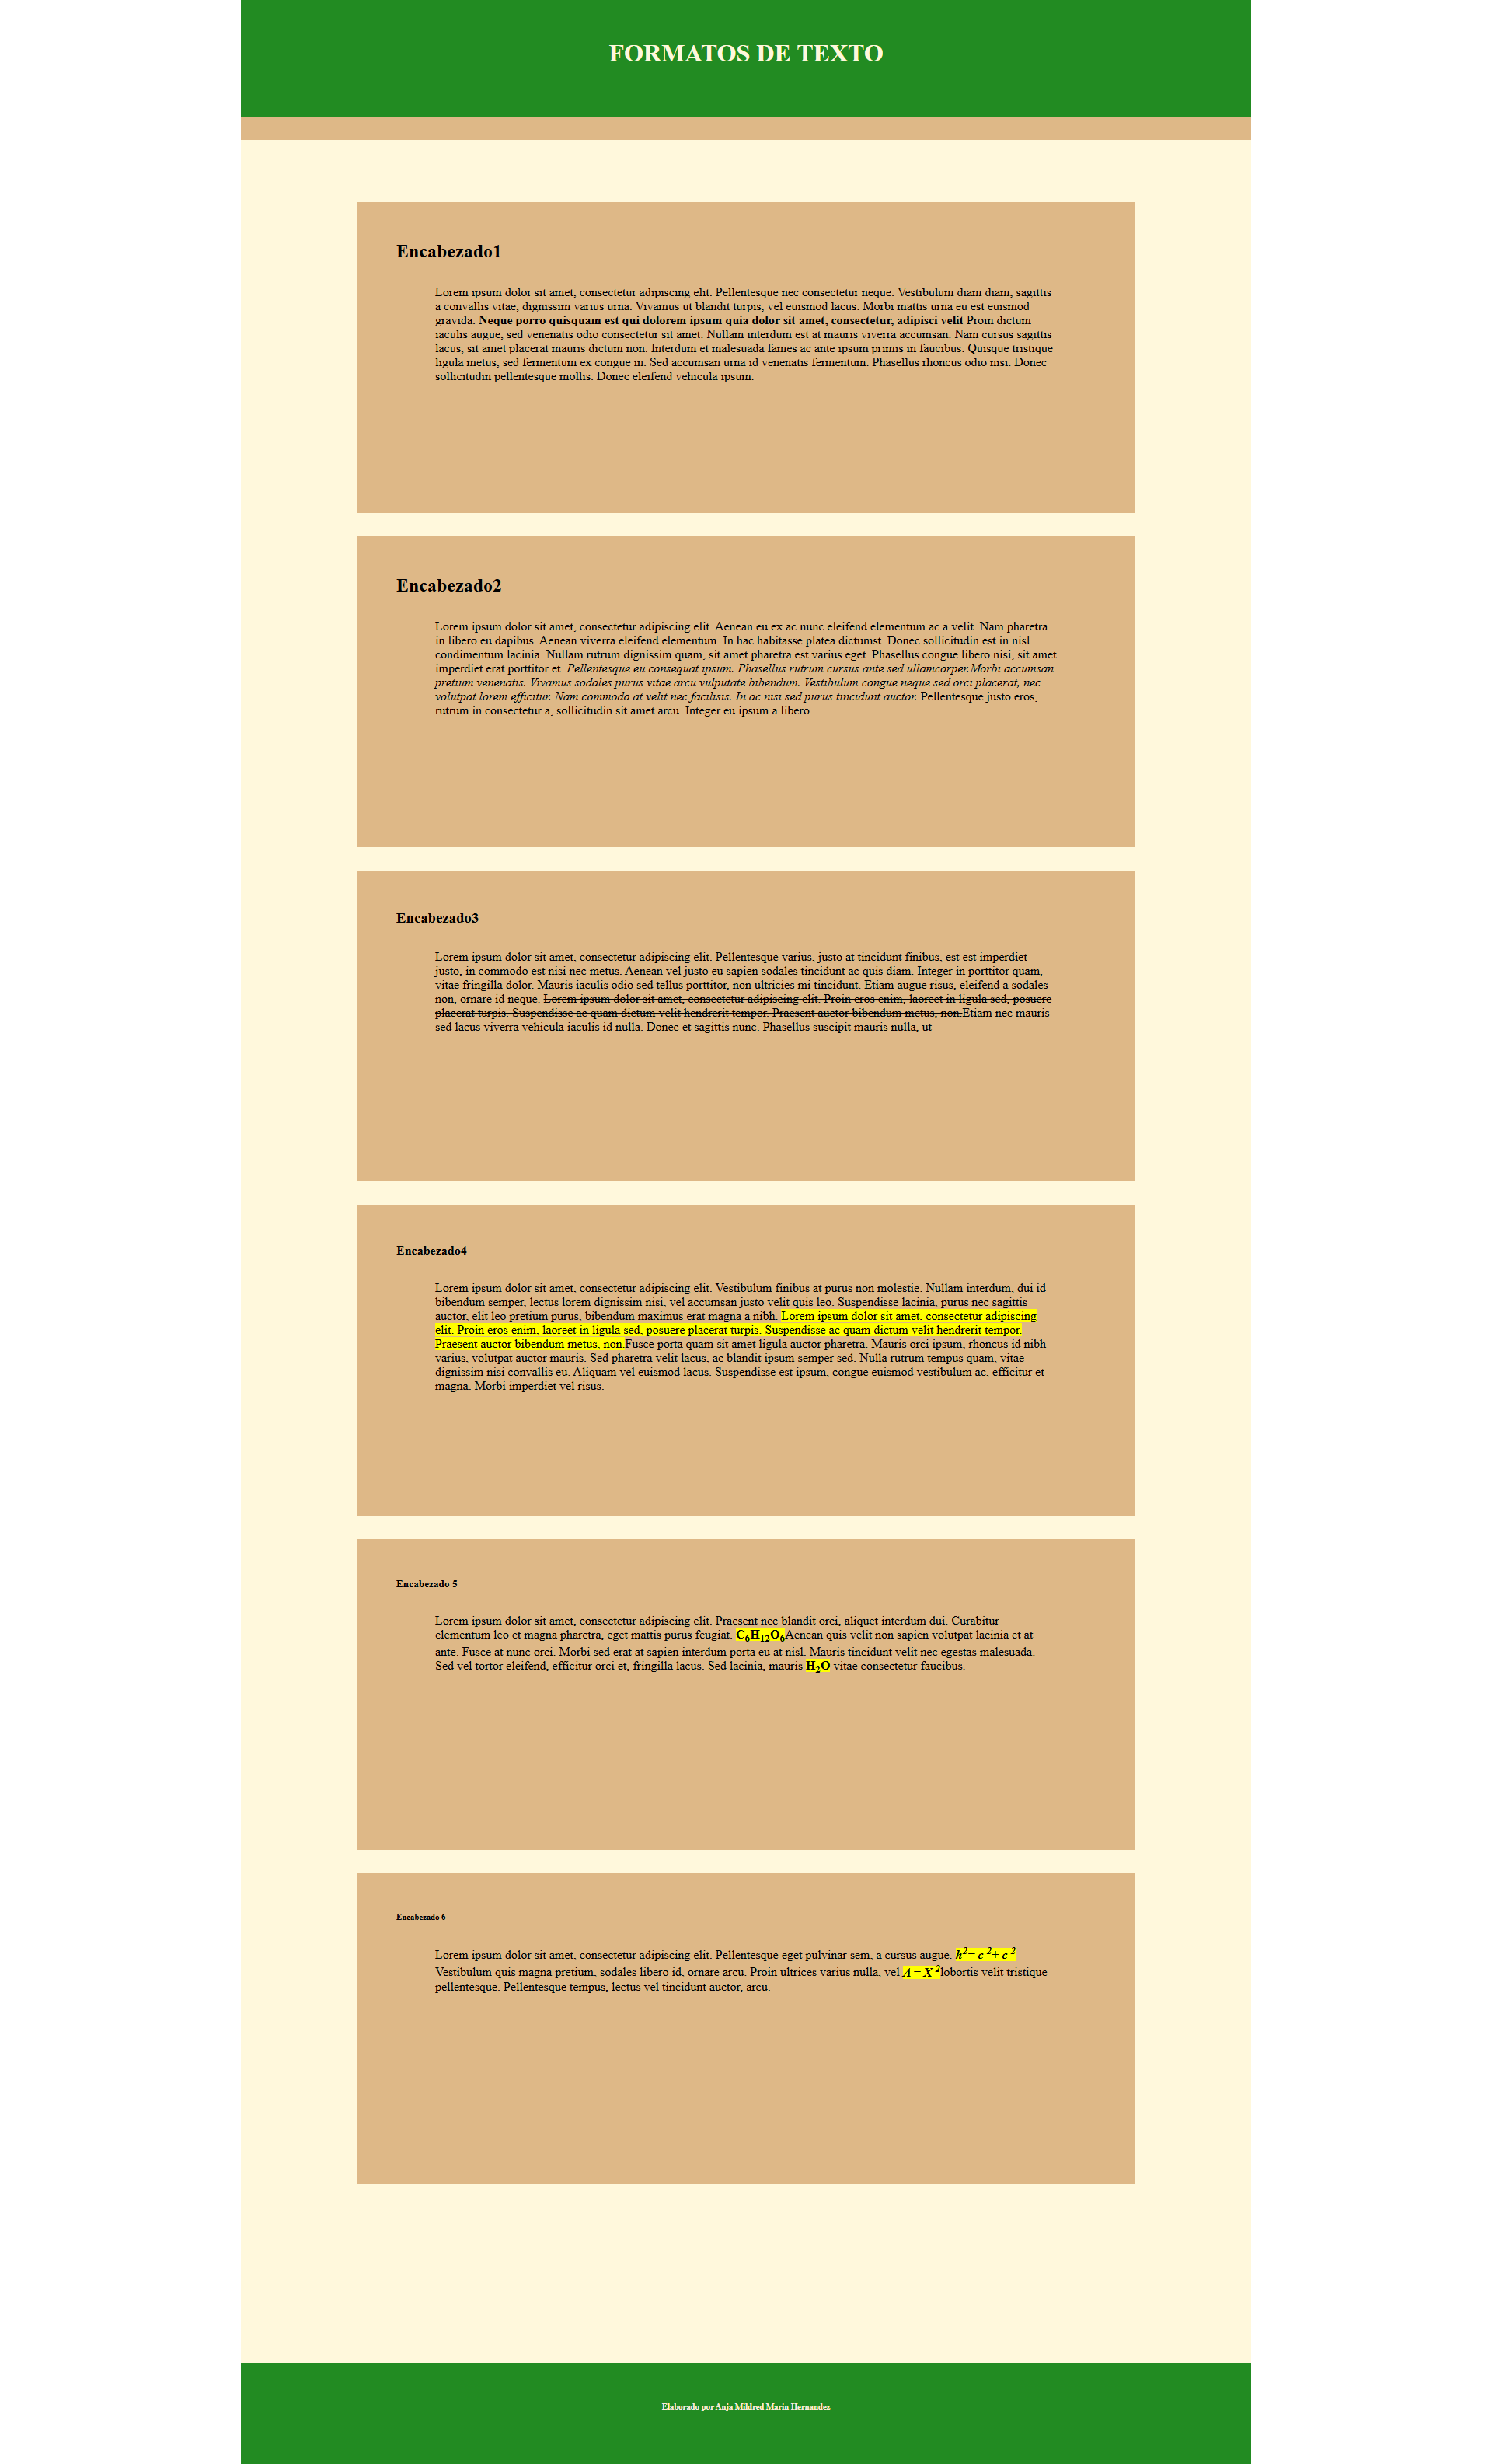 FORMATOS DE TEXTO
Encabezado1
Lorem ipsum dolor sit amet, consectetur adipiscing elit. Pellentesque nec consectetur neque. Vestibulum diam diam, sagittis
a convallis vitae, dignissim varius urna. Vivamus ut blandit turpis, vel euismod lacus. Morbi mattis urna eu est euismod
gravida. Neque porro quisquam est qui dolorem ipsum quia dolor sit amet, consectetur, adipisci velit Proin dictum
iaculis augue, sed venenatis odio consectetur sit amet. Nullam interdum est at mauris viverra accumsan. Nam cursus sagittis
lacus, sit amet placerat mauris dictum non. Interdum et malesuada fames ac ante ipsum primis in faucibus. Quisque tristique
ligula metus, sed fermentum ex congue in. Sed accumsan urna id venenatis fermentum. Phasellus rhoncus odio nisi. Donec
sollicitudin pellentesque mollis. Donec eleifend vehicula ipsum.
Encabezado2
Lorem ipsum dolor sit amet, consectetur adipiscing elit. Aenean eu ex ac nunc eleifend elementum ac a velit. Nam pharetra
in libero eu dapibus. Aenean viverra eleifend elementum. In hac habitasse platea dictumst. Donec sollicitudin est in nisl
condimentum lacinia. Nullam rutrum dignissim quam, sit amet pharetra est varius eget. Phasellus congue libero nisi, sit amet
imperdiet erat porttitor et. Pellentesque eu consequat ipsum. Phasellus rutrum cursus ante sed ullamcorper.Morbi accumsan
pretium venenatis. Vivamus sodales purus vitae arcu vulputate bibendum. Vestibulum congue neque sed orci placerat, nec
volutpat lorem efficitur. Nam commodo at velit nec facilisis. In ac nisi sed purus tincidunt auctor. Pellentesque justo eros,
rutrum in consectetur a, sollicitudin sit amet arcu. Integer eu ipsum a libero.
Encabezado3
Lorem ipsum dolor sit amet, consectetur adipiscing elit. Pellentesque varius, justo at tincidunt finibus, est est imperdiet
justo, in commodo est nisi nec metus. Aenean vel justo eu sapien sodales tincidunt ac quis diam. Integer in porttitor quam,
vitae fringilla dolor. Mauris iaculis odio sed tellus porttitor, non ultricies mi tincidunt. Etiam augue risus, eleifend a sodales
non, ornare id neque. Lorem ipsum dolor sit amet, consectetur adipiscing elit. Proin eros enim, laoreet in ligula sed, posuere
placerat turpis. Suspendisse ac quam dictum velit hendrerit tempor. Praesent auctor bibendum metus, non.Etiam nec mauris
sed lacus viverra vehicula iaculis id nulla. Donec et sagittis nunc. Phasellus suscipit mauris nulla, ut
Encabezado4
Lorem ipsum dolor sit amet, consectetur adipiscing elit. Vestibulum finibus at purus non molestie. Nullam interdum, dui id
bibendum semper, lectus lorem dignissim nisi, vel accumsan justo velit quis leo. Suspendisse lacinia, purus nec sagittis
auctor, elit leo pretium purus, bibendum maximus erat magna a nibh. Lorem ipsum dolor sit amet, consectetur adipiscing
elit. Proin eros enim, laoreet in ligula sed, posuere placerat turpis. Suspendisse ac quam dictum velit hendrerit tempor.
Praesent auctor bibendum metus, non.Fusce porta quam sit amet ligula auctor pharetra. Mauris orci ipsum, rhoncus id nibh
varius, volutpat auctor mauris. Sed pharetra velit lacus, ac blandit ipsum semper sed. Nulla rutrum tempus quam, vitae
dignissim nisi convallis eu. Aliquam vel euismod lacus. Suspendisse est ipsum, congue euismod vestibulum ac, efficitur et
magna. Morbi imperdiet vel risus.
Encabezado 5
Lorem ipsum dolor sit amet, consectetur adipiscing elit. Praesent nec blandit orci, aliquet interdum dui. Curabitur
elementum leo et magna pharetra, eget mattis purus feugiat. C₆H₁₂O₆Aenean quis velit non sapien volutpat lacinia et at
ante. Fusce at nunc orci. Morbi sed erat at sapien interdum porta eu at nisl. Mauris tincidunt velit nec egestas malesuada.
Sed vel tortor eleifend, efficitur orci et, fringilla lacus. Sed lacinia, mauris H₂O vitae consectetur faucibus.
Encabezado 6
Lorem ipsum dolor sit amet, consectetur adipiscing elit. Pellentesque eget pulvinar sem, a cursus augue. h²= c ²+ c ²
Vestibulum quis magna pretium, sodales libero id, ornare arcu. Proin ultrices varius nulla, vel A = X ²lobortis velit tristique
pellentesque. Pellentesque tempus, lectus vel tincidunt auctor, arcu.
Elaborado por Anja Mildred Marin Hernandez